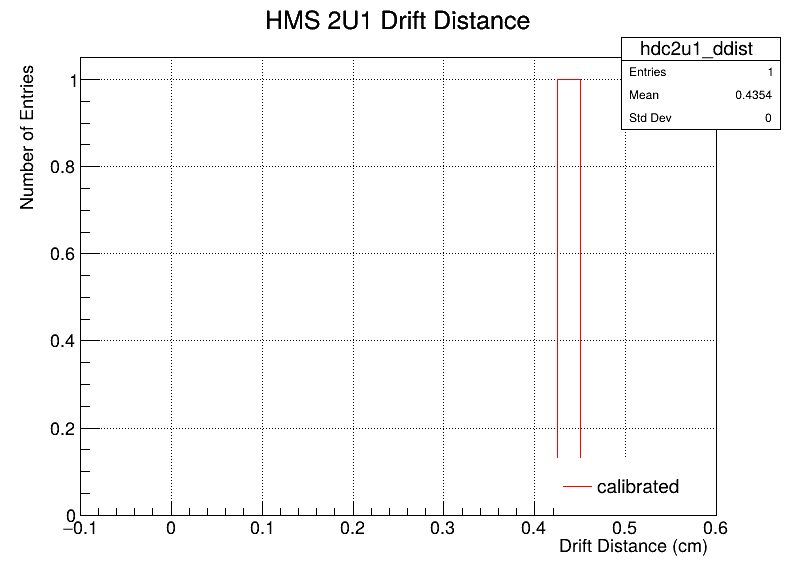 HMS 2U1 Drift Distance
hdc2u1_ddist
Entries 1
Mean 0.4354
Std Dev 0
Number of Entries
1
0.8
0.6
0.4
0.2
0
−0.1 0 0.1 0.2 0.3 0.4 0.5 0.6
Drift Distance (cm)
calibrated